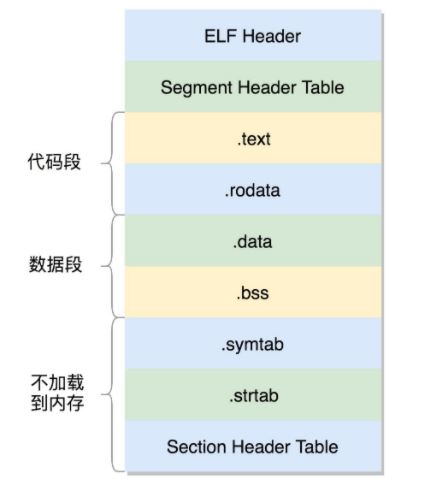 ELF Header
Segment Header Table
代码段
.text
.rodata
数据段
.data
.bss
不加载
到内存
.symtab
.strtab
Section Header Table